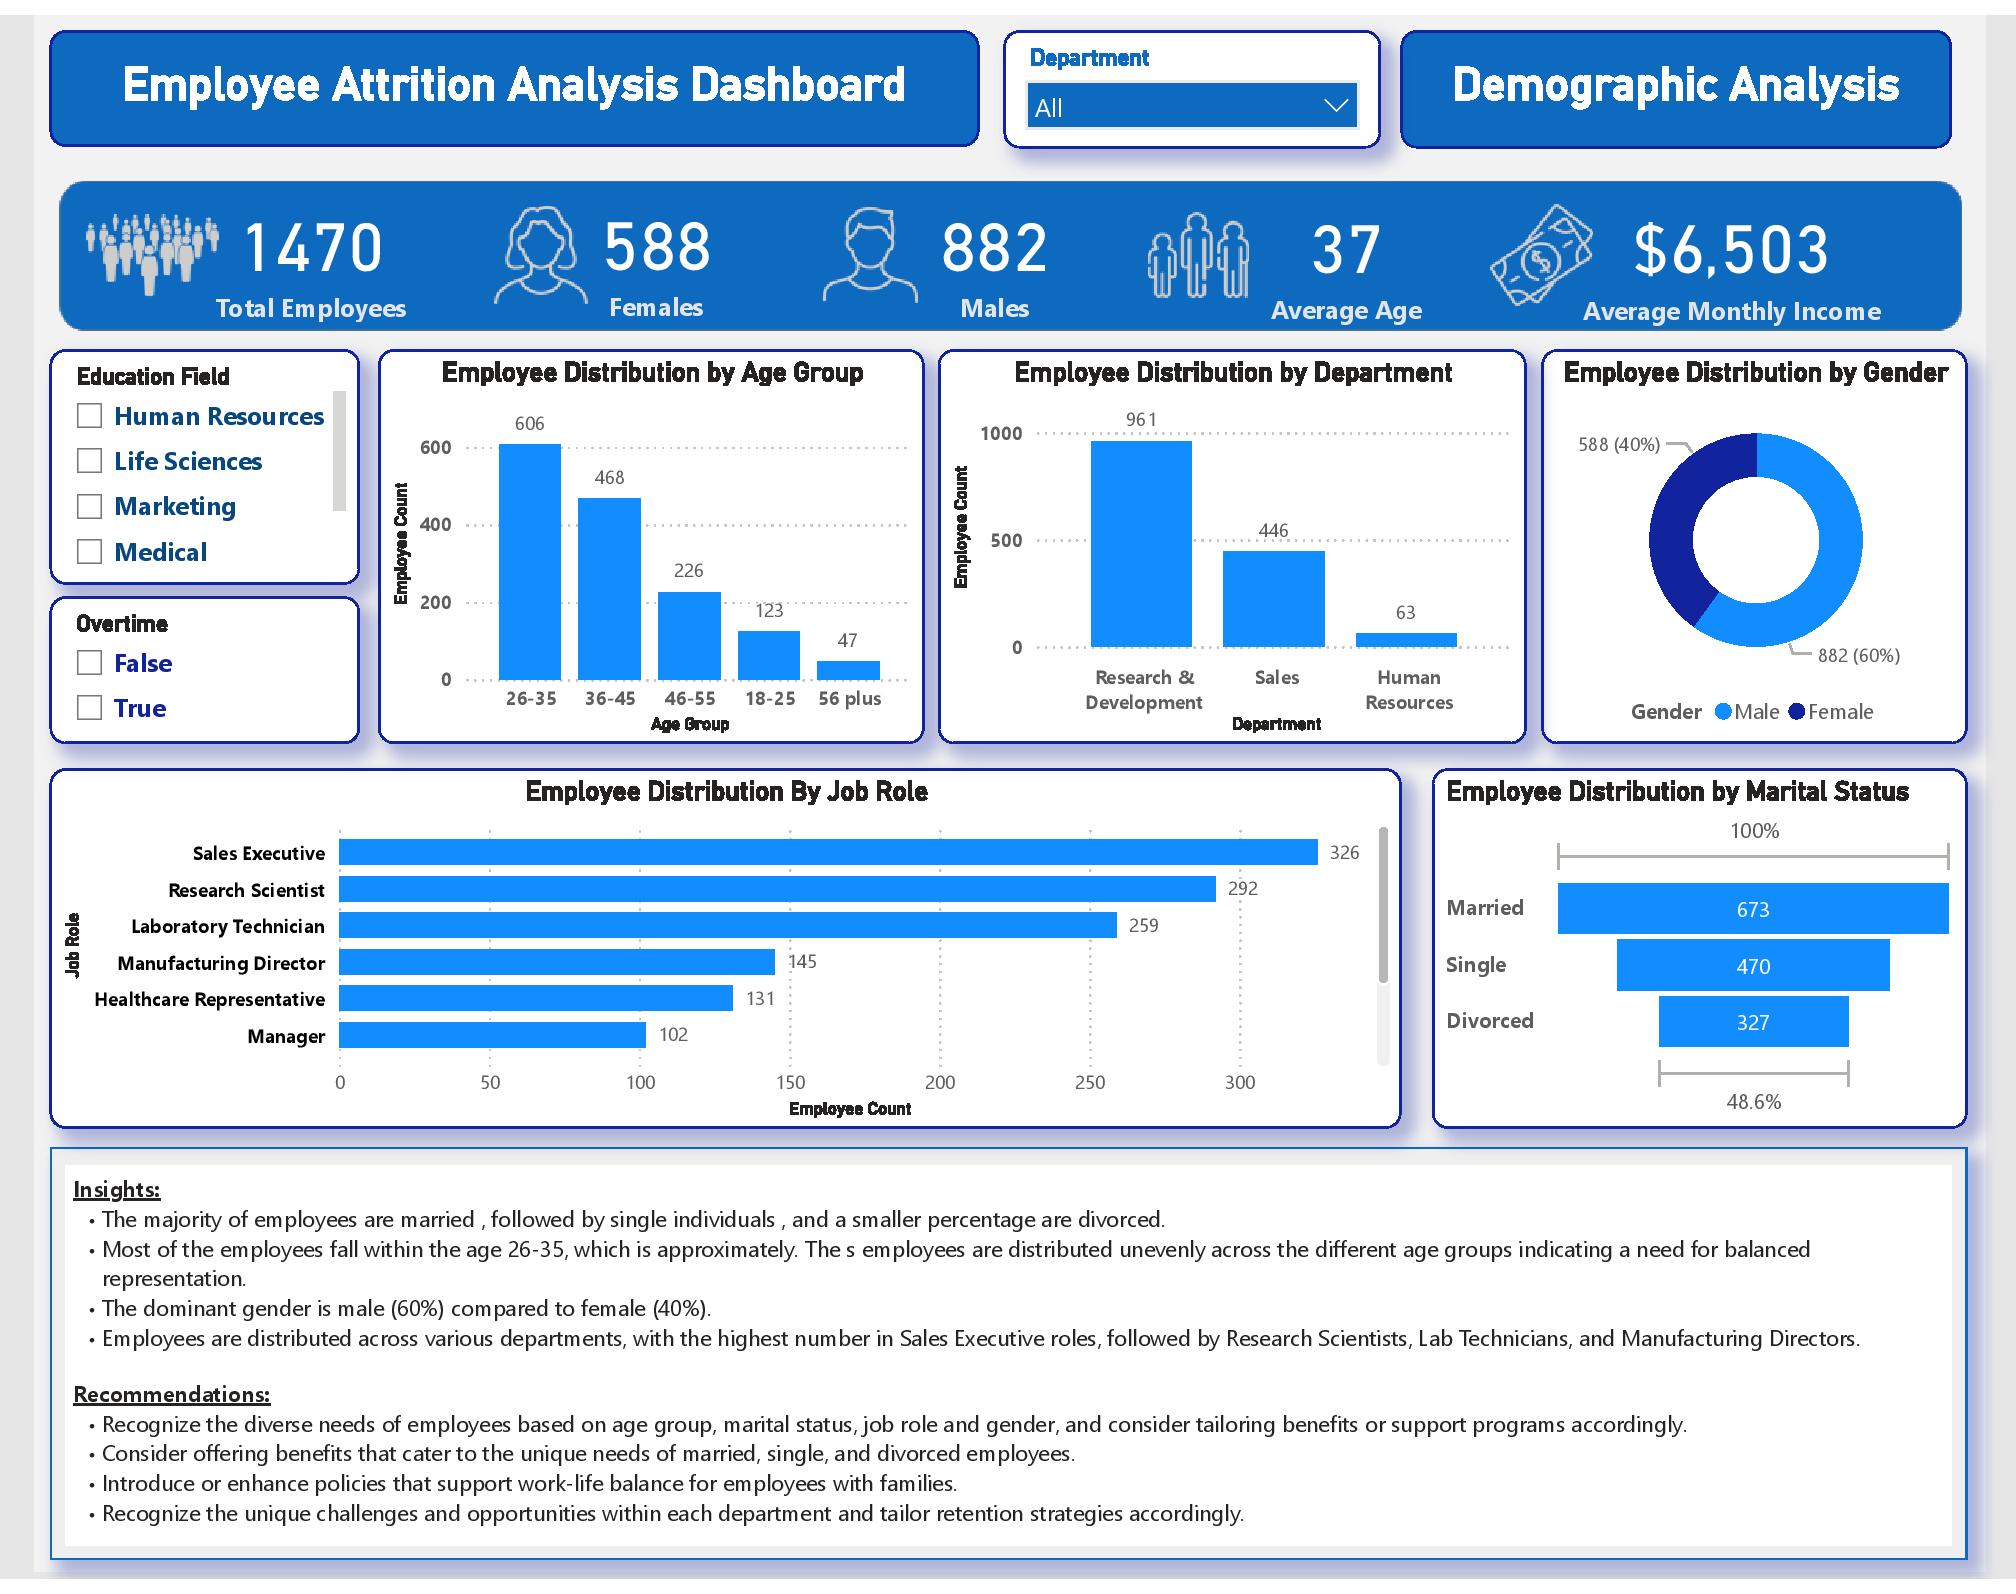 Employee Attrition Analysis Dashboard
Department
All
Demographic Analysis
1470
Total Employees
588
Females
882
Males
37
Average Age
$6,503
Average Monthly Income
Education Field
Human Resources
Life Sciences
Marketing
Medical
Overtime
False
True
Employee Distribution by Age Group
Employee Count
600
400
200
0
606
468
226
123
47
26-35
36-45
46-55
18-25
56 plus
Age Group
Employee Distribution by Department
Employee Count
1000
500
0
961
446
63
Research &
Development
Sales
Human
Resources
Department
Employee Distribution by Gender
588 (40%)
882 (60%)
Gender Male Female
Employee Distribution By Job Role
Job Role
Sales Executive 326
Research Scientist 292
Laboratory Technician 259
Manufacturing Director 145
Healthcare Representative 131
Manager 102
0 50 100 150 200 250 300
Employee Count
Employee Distribution by Marital Status
100%
Married 673
Single 470
Divorced 327
48.6%
Insights:
• The majority of employees are married , followed by single individuals , and a smaller percentage are divorced.
• Most of the employees fall within the age 26-35, which is approximately. The s employees are distributed unevenly across the different age groups indicating a need for balanced
representation.
• The dominant gender is male (60%) compared to female (40%).
• Employees are distributed across various departments, with the highest number in Sales Executive roles, followed by Research Scientists, Lab Technicians, and Manufacturing Directors.
Recommendations:
• Recognize the diverse needs of employees based on age group, marital status, job role and gender, and consider tailoring benefits or support programs accordingly.
• Consider offering benefits that cater to the unique needs of married, single, and divorced employees.
• Introduce or enhance policies that support work-life balance for employees with families.
• Recognize the unique challenges and opportunities within each department and tailor retention strategies accordingly.